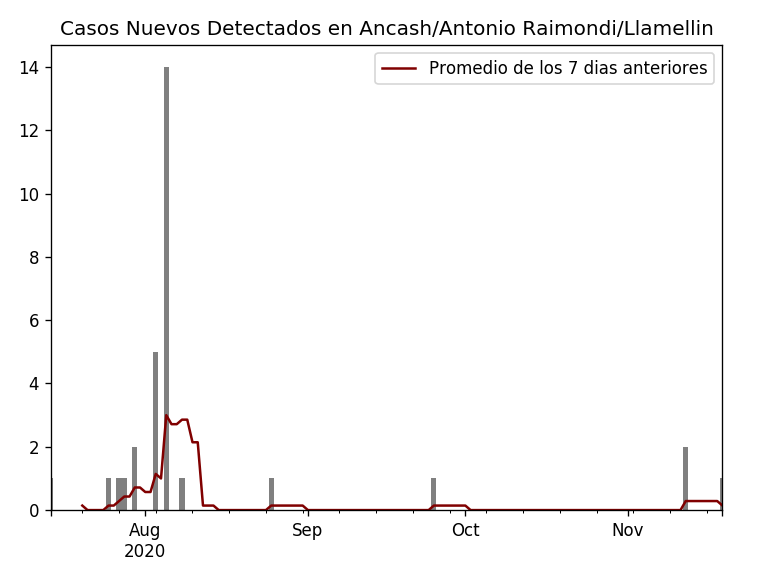 Casos Nuevos Detectados en Ancash/Antonio Raimondi/Llamellin
Promedio de los 7 dias anteriores
14
12
10
8
6
4
2
0
Aug
2020
Sep
Oct
Nov